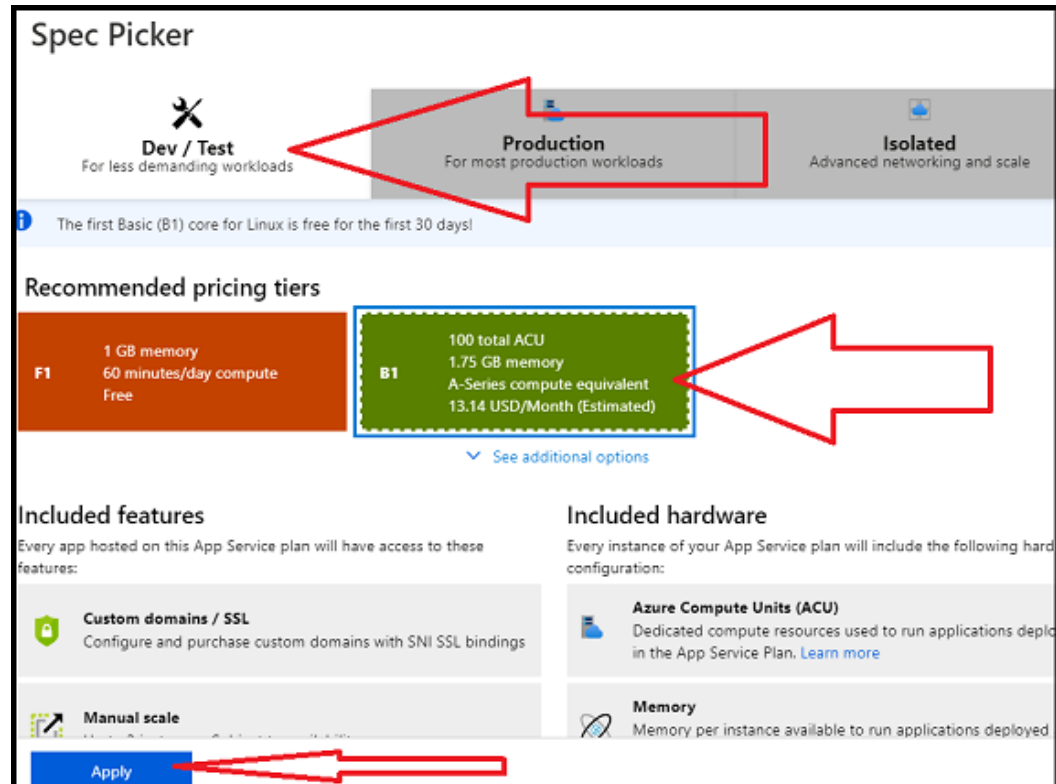 Spec Picker
Dev / Test
For less demanding workloads
Production
For most production workloads
Isolated
Advanced networking and scale
The first Basic (B1) core for Linux is free for the first 30 days!
Recommended pricing tiers
F1
1 GB memory
60 minutes/day compute
Free
B1
100 total ACU
1.75 GB memory
A-Series compute equivalent
13.14 USD/Month (Estimated)
See additional options
Included features
Every app hosted on this App Service plan will have access to these
features:
Custom domains / SSL
Configure and purchase custom domains with SNI SSL bindings
Manual scale
Included hardware
Every instance of your App Service plan will include the following hard
configuration:
Azure Compute Units (ACU)
Dedicated compute resources used to run applications deplo
in the App Service Plan. Learn more
Memory
Memory per instance available to run applications deployed
Apply